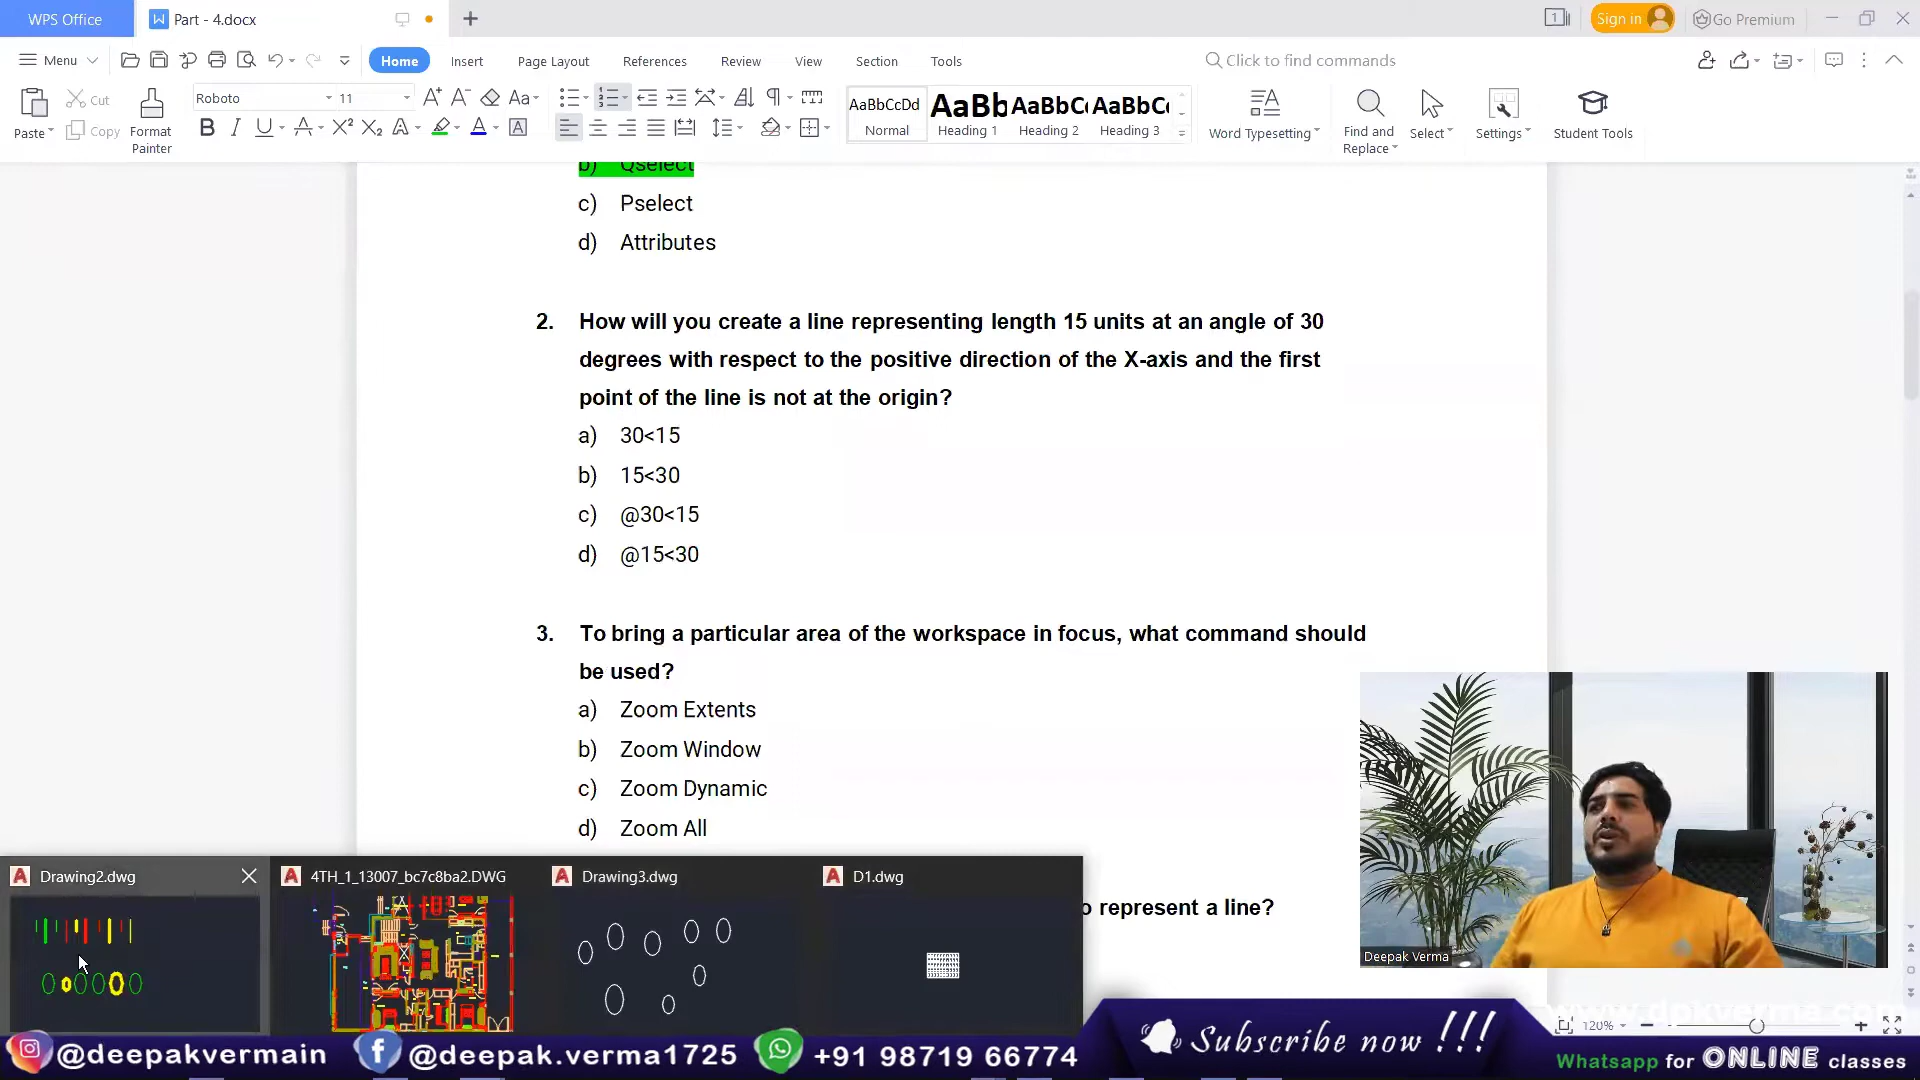 WPS Office
Part - 4.docx
Sign in
Go Premium
Menu
Home
Insert
Page Layout
References
Review
View
Section
Tools
Click to find commands
Paste
Cut
Copy
Format
Painter
Roboto
11
AaBbCcDd
Normal
AaBb
Heading 1
AaBbC
Heading 2
AaBbC
Heading 3
Word Typesetting
Find and
Replace
Select
Settings
Student Tools
b) Qselect
c) Pselect
d) Attributes
2. How will you create a line representing length 15 units at an angle of 30
degrees with respect to the positive direction of the X-axis and the first
point of the line is not at the origin?
a) 30<15
b) 15<30
c) @30<15
d) @15<30
3. To bring a particular area of the workspace in focus, what command should
be used?
a) Zoom Extents
b) Zoom Window
c) Zoom Dynamic
d) Zoom All
o represent a line?
Drawing2.dwg
4TH_1_13007_bc7c8ba2.DWG
Drawing3.dwg
D1.dwg
Deepak Verma
www.dpkverma.com
120%
@deepakvermain
@deepak.verma1725
+91 98719 66774
Subscribe now !!!
Whatsapp for ONLINE classes